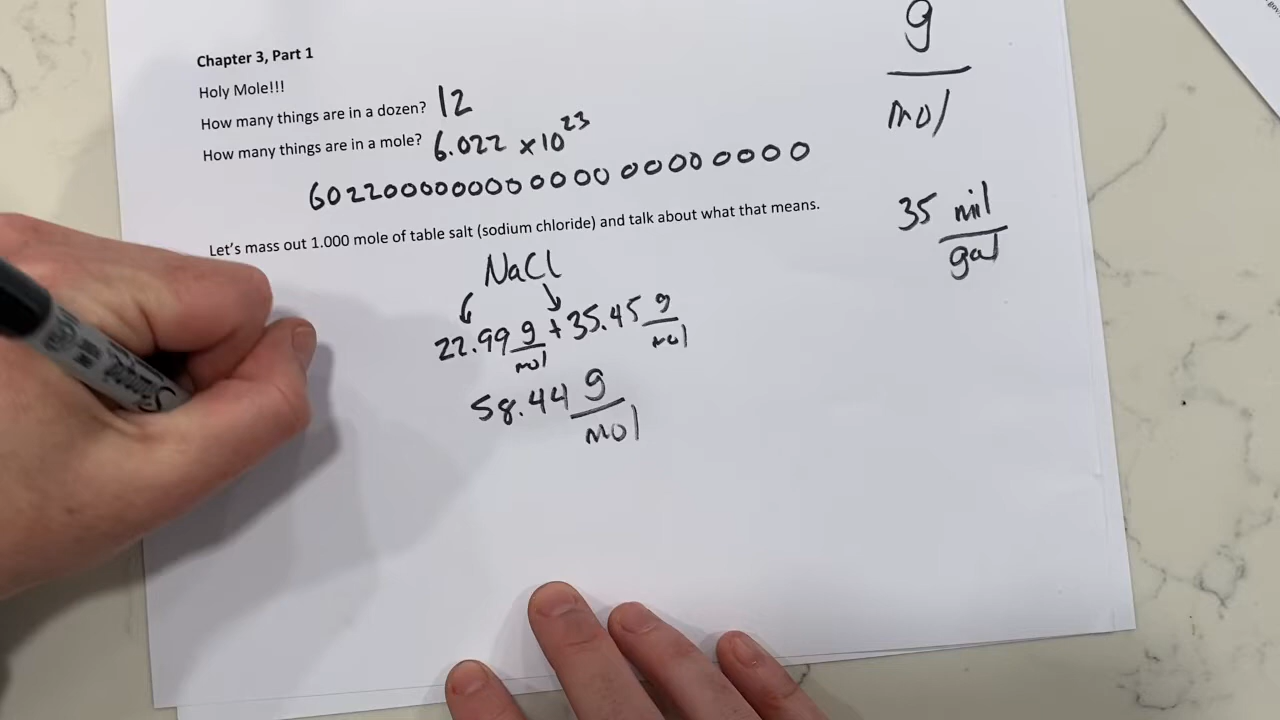 Chapter 3, Part 1
Holy Mole!!!
How many things are in a dozen? 12
How many things are in a mole? 6.022 x10^23
602200000000000000000000
Let's mass out 1.000 mole of table salt (sodium chloride) and talk about what that means.
NaCl
22.99 g/mol + 35.45 g/mol
58.44 g/mol
g/mol
35 mil/gal